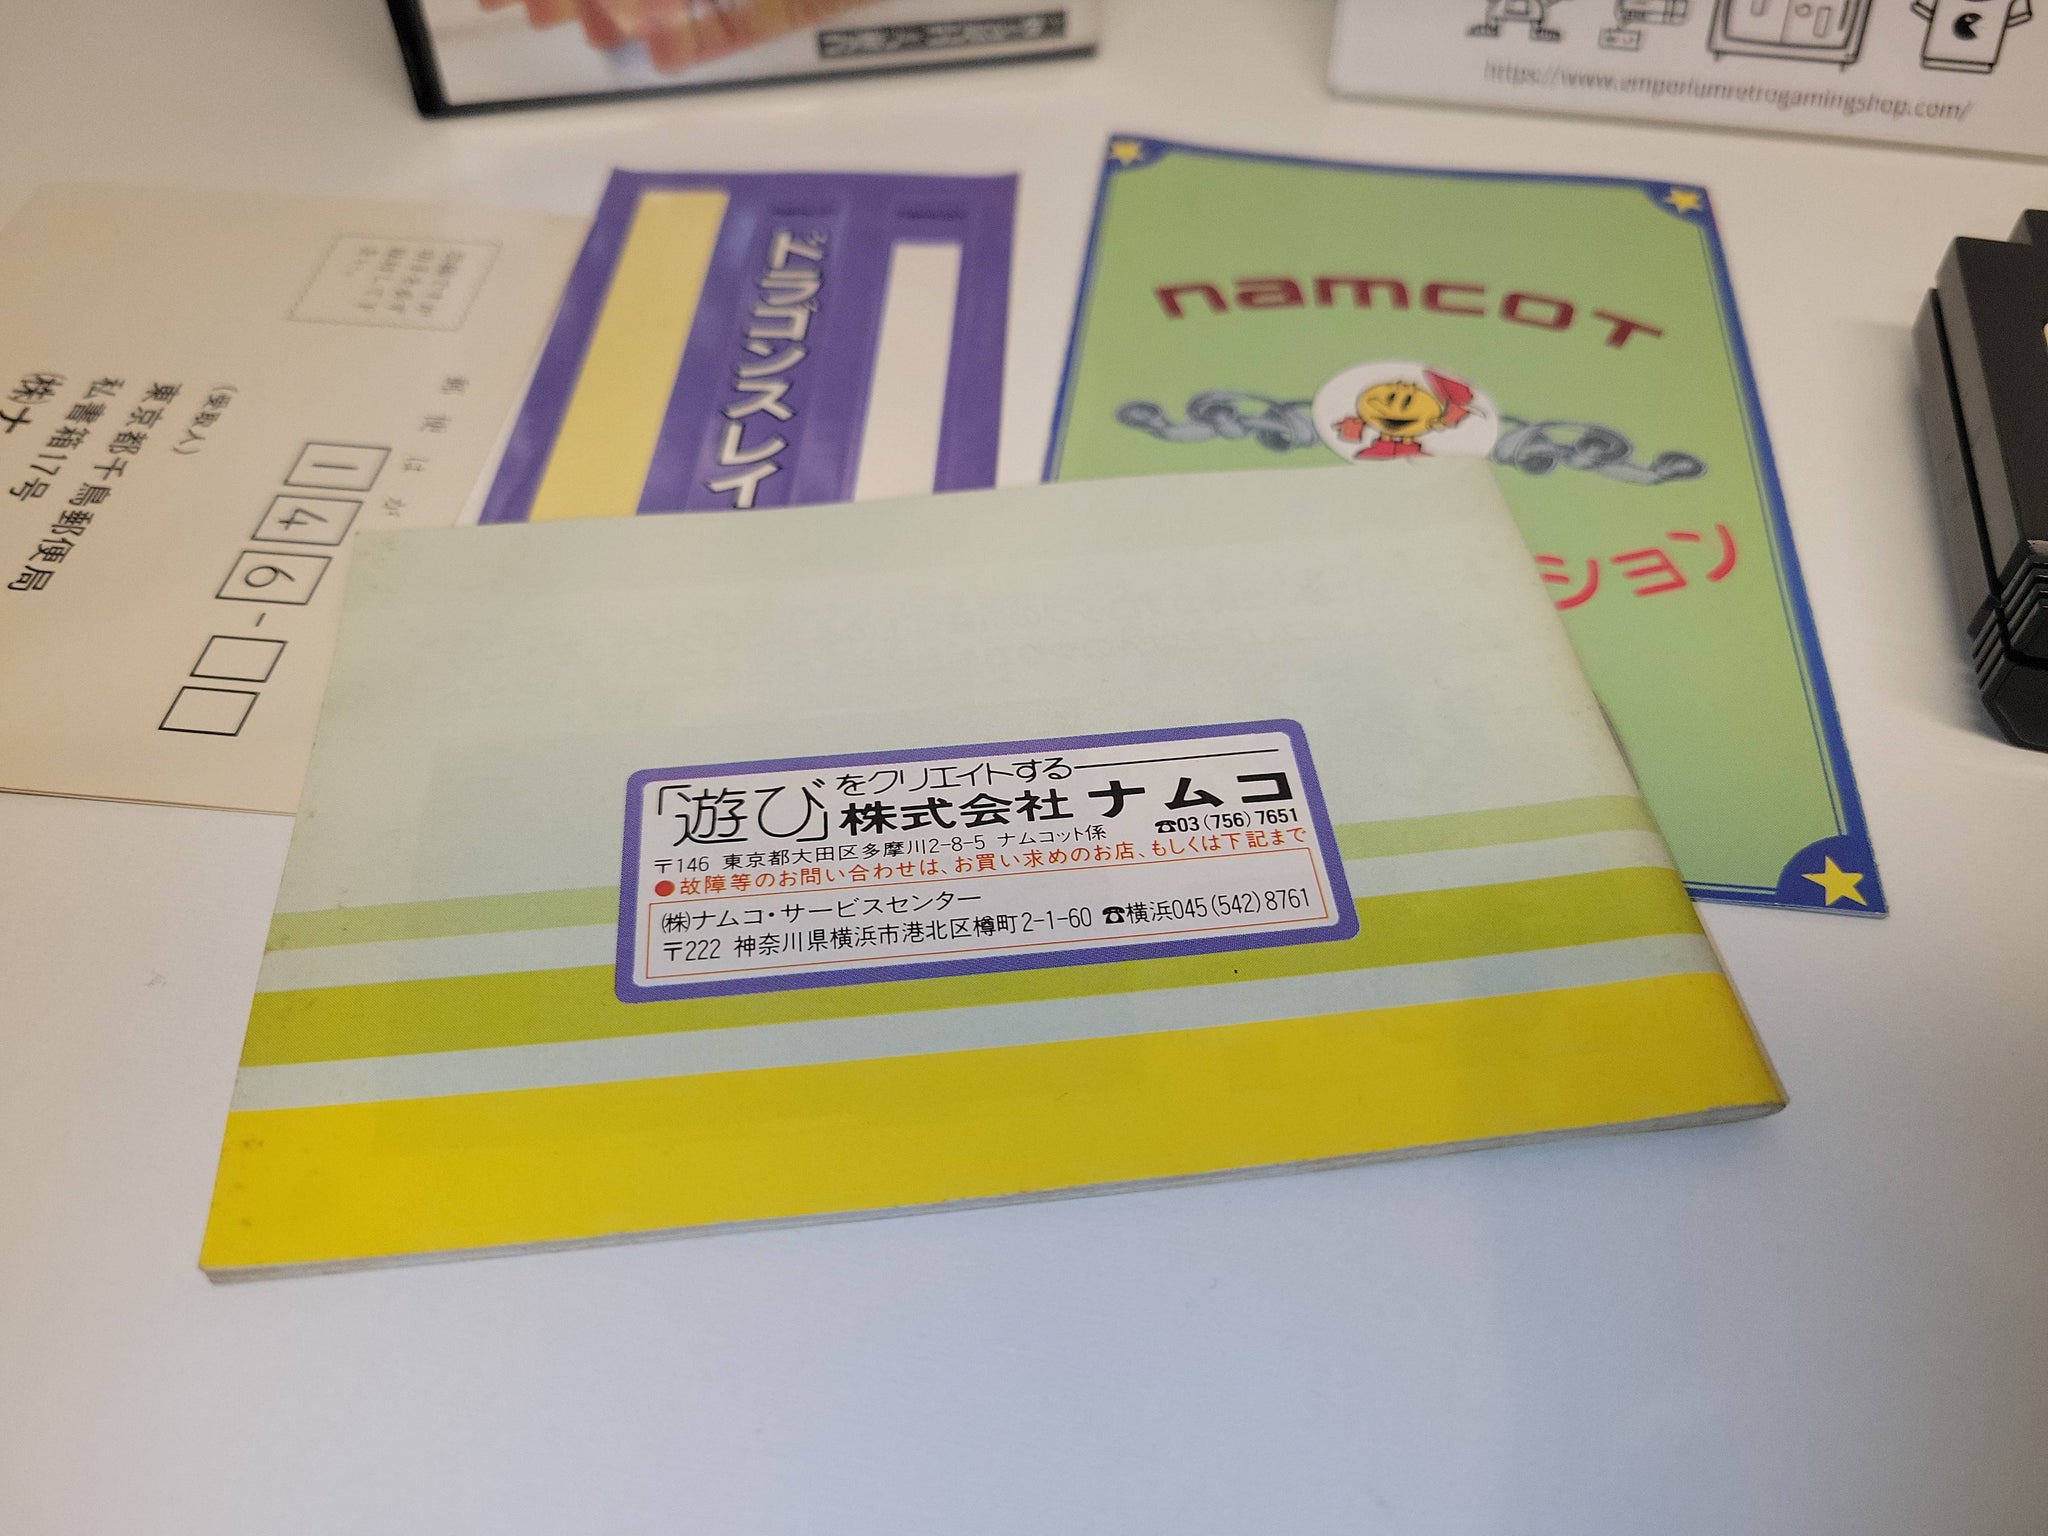 ファミリーコンピュータ
https://www.emporiumretrogamingshop.com/
ドラゴンスレイ
namcoT
ション
郵便はがき
146-
(受取人)
東京都千鳥郵便局
私書箱17号
(株)ナ
「遊び」をクリエイトする
株式会社ナムコ
〒146 東京都大田区多摩川2-8-5 ナムコット係 ☎03(756)7651
●故障等のお問い合わせは、お買い求めのお店、もしくは下記まで
(株)ナムコ・サービスセンター
〒222 神奈川県横浜市港北区樽町2-1-60 ☎横浜045(542)8761